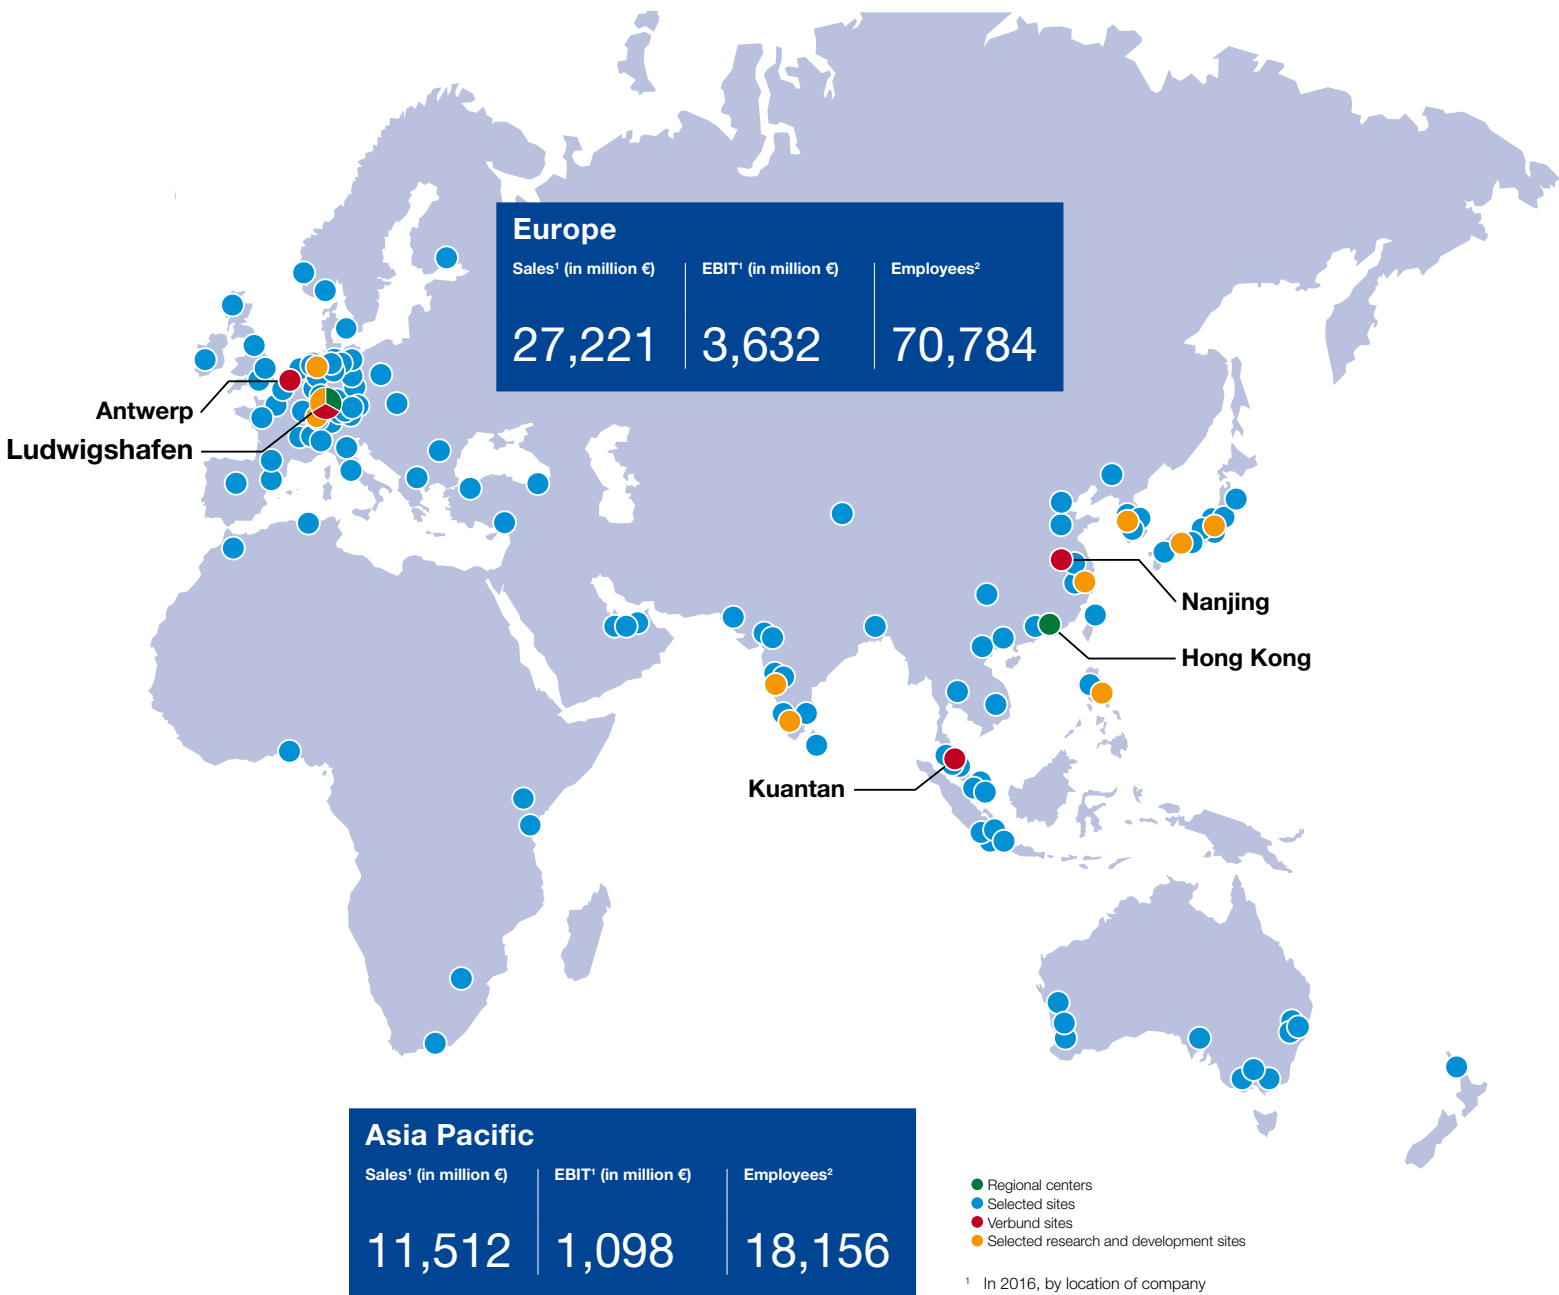 Europe
Sales¹ (in million €) EBIT¹ (in million €) Employees²
27,221 3,632 70,784
Antwerp
Ludwigshafen
Nanjing
Hong Kong
Kuantan
Asia Pacific
Sales¹ (in million €) EBIT¹ (in million €) Employees²
11,512 1,098 18,156
Regional centers
Selected sites
Verbund sites
Selected research and development sites
¹ In 2016, by location of company